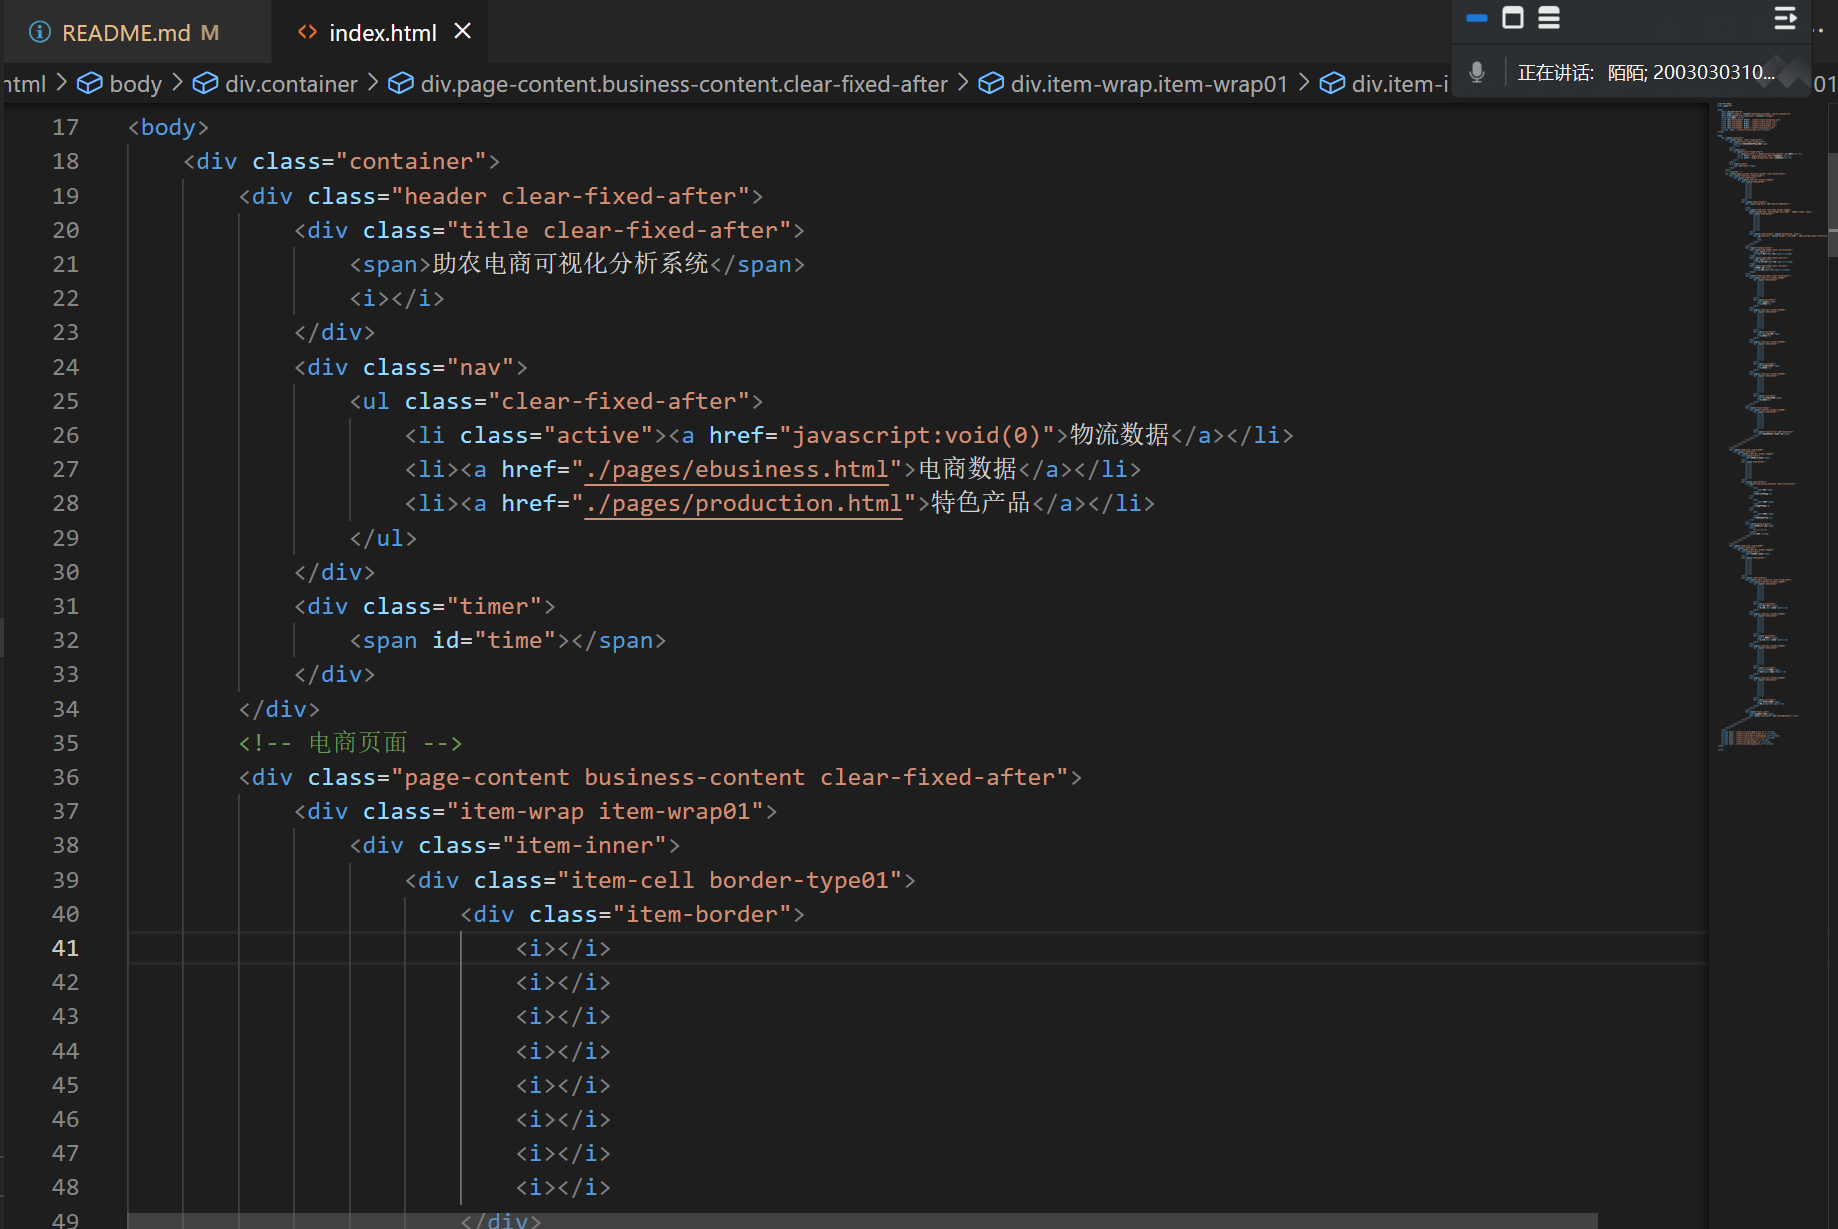 README.md M
index.html
html > body > div.container > div.page-content.business-content.clear-fixed-after > div.item-wrap.item-wrap01 > div.item-i
01
正在讲话: 陌陌; 2003030310...
17 <body>
18 <div class="container">
19 <div class="header clear-fixed-after">
20 <div class="title clear-fixed-after">
21 <span>助农电商可视化分析系统</span>
22 <i></i>
23 </div>
24 <div class="nav">
25 <ul class="clear-fixed-after">
26 <li class="active"><a href="javascript:void(0)">物流数据</a></li>
27 <li><a href="./pages/ebusiness.html">电商数据</a></li>
28 <li><a href="./pages/production.html">特色产品</a></li>
29 </ul>
30 </div>
31 <div class="timer">
32 <span id="time"></span>
33 </div>
34 </div>
35 <!-- 电商页面 -->
36 <div class="page-content business-content clear-fixed-after">
37 <div class="item-wrap item-wrap01">
38 <div class="item-inner">
39 <div class="item-cell border-type01">
40 <div class="item-border">
41 <i></i>
42 <i></i>
43 <i></i>
44 <i></i>
45 <i></i>
46 <i></i>
47 <i></i>
48 <i></i>
49 </div>